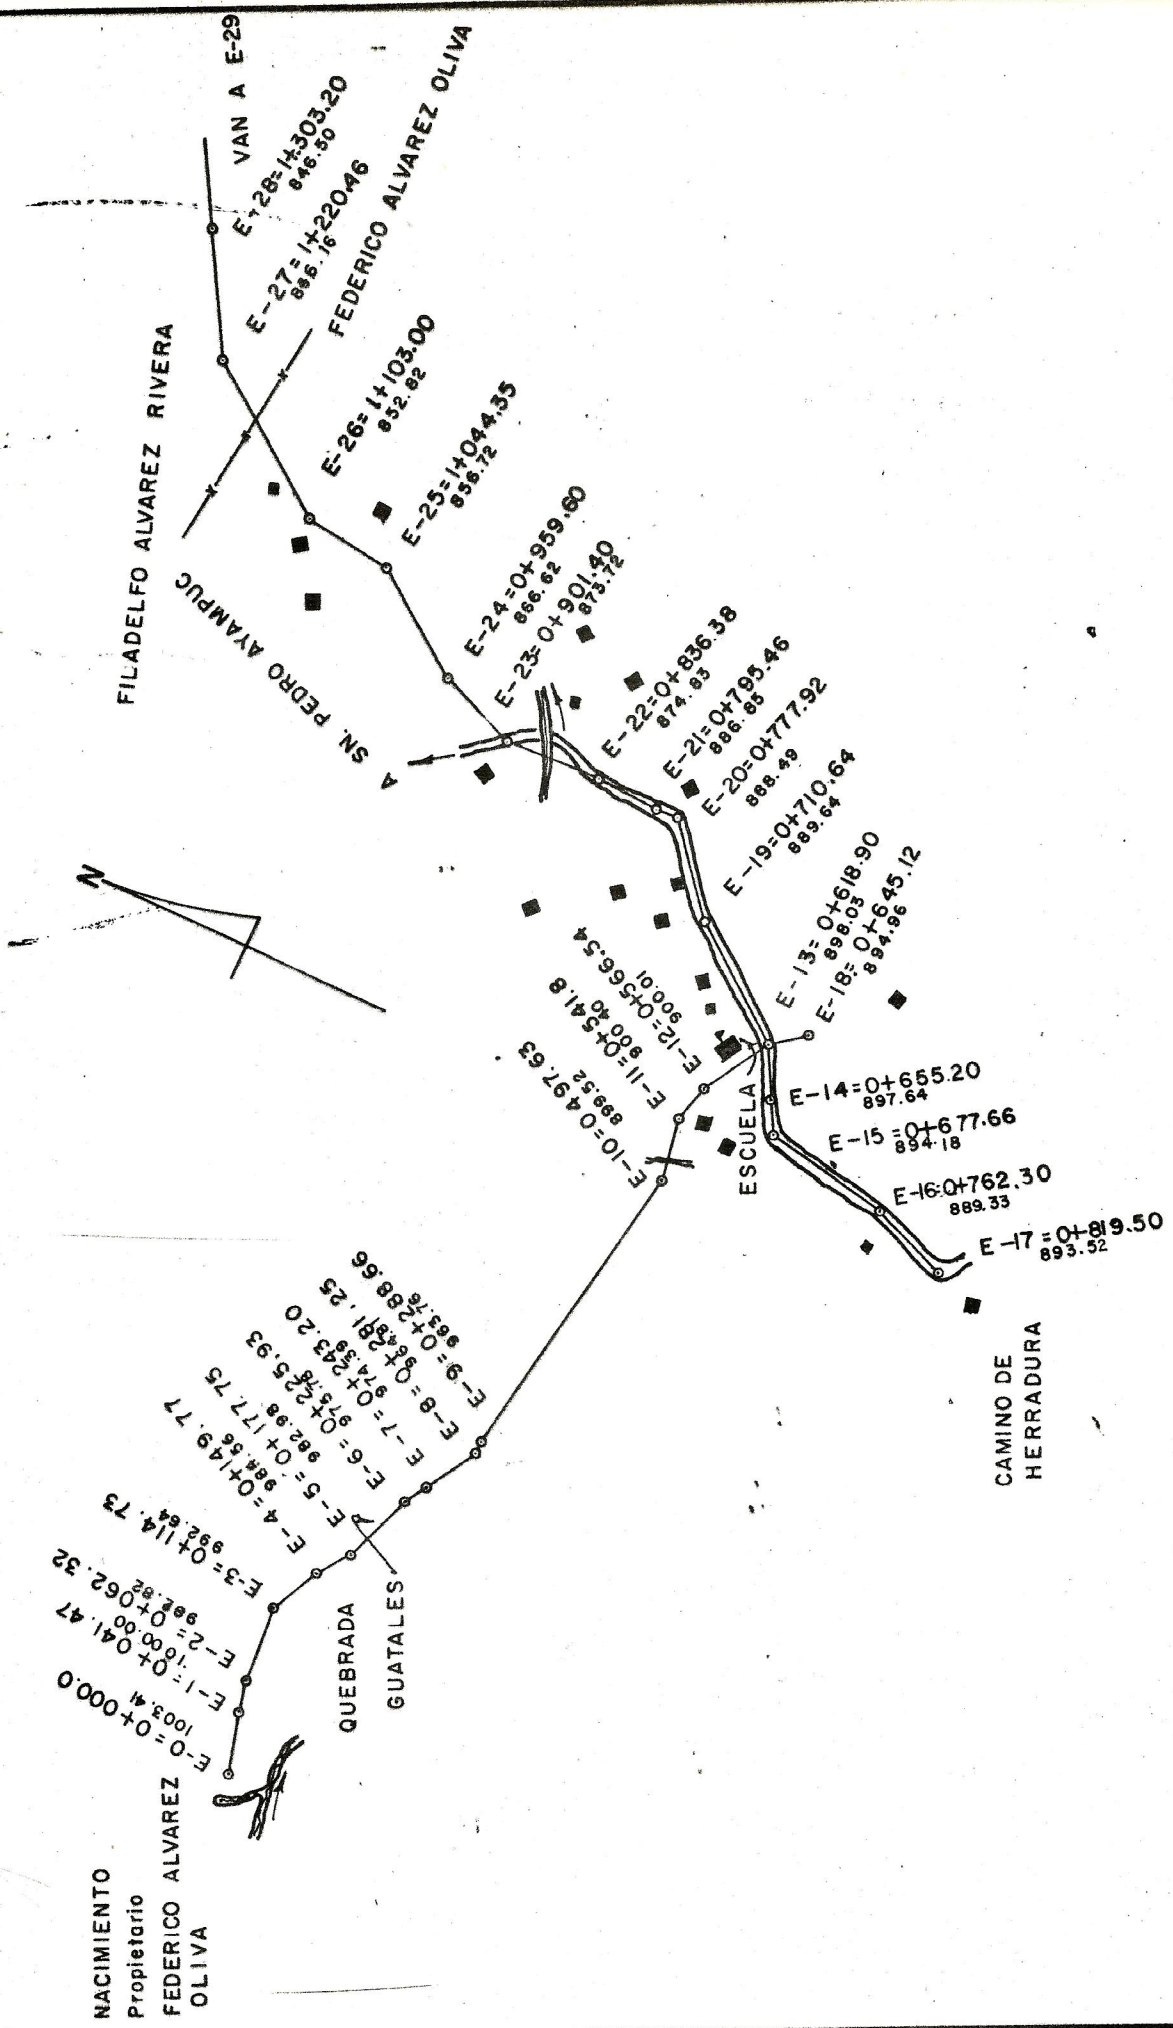 NACIMIENTO
Propietario
FEDERICO ALVAREZ
OLIVA
E-0=0+000.0
1003.41
E-1=0+041.47
1000.00
E-2=0+062.32
992.82
E-3=0+114.73
992.64
E-4=0+149.77
984.56
E-5=0+177.75
982.98
E-6=0+225.93
975.78
E-7=0+243.20
974.39
E-8=0+281.25
964.81
E-9=0+288.66
963.76
QUEBRADA
GUATALES
E-10=0497.63
899.52
E-11=0+541.8
900 40
E-12=0+566.54
900.01
ESCUELA
E-13=0+618.90
898.03
E-18=0+645.12
894.96
E-14=0+655.20
897.64
E-15=0+677.66
894.18
E-16=0+762.30
889.33
E-17=0+819.50
893.52
CAMINO DE
HERRADURA
E-19=0+710.64
889.64
E-20=0+777.92
888.49
E-21=0+795.46
886.85
E-22=0+836.38
874.83
E-23=0+901.40
873.72
E-24=0+959.60
866.62
E-25=1+044.35
856.72
E-26=1+103.00
852.82
E-27=1+220.46
E-28=1+303.20
846.50
VAN A E-29
FEDERICO ALVAREZ OLIVA
FILADELFO ALVAREZ RIVERA
A SN. PEDRO AYAMPUC
N